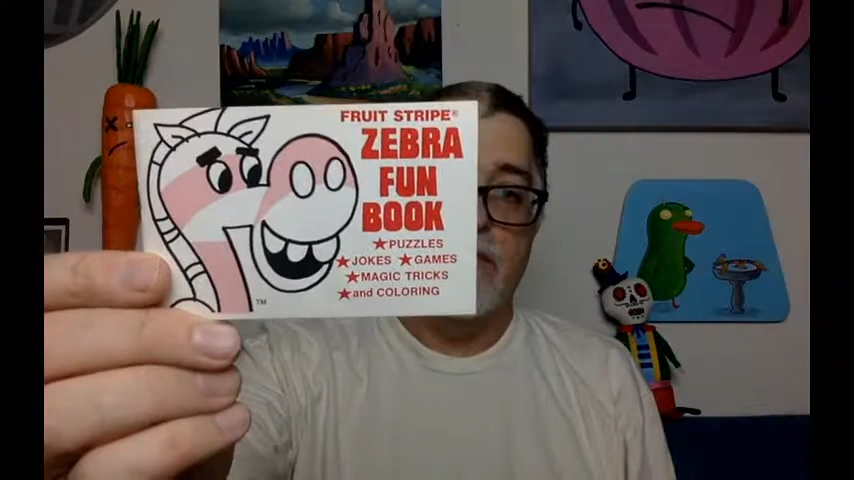 FRUIT STRIPE®
ZEBRA
FUN
BOOK
★PUZZLES
★JOKES ★GAMES
★MAGIC TRICKS
★and COLORING
™